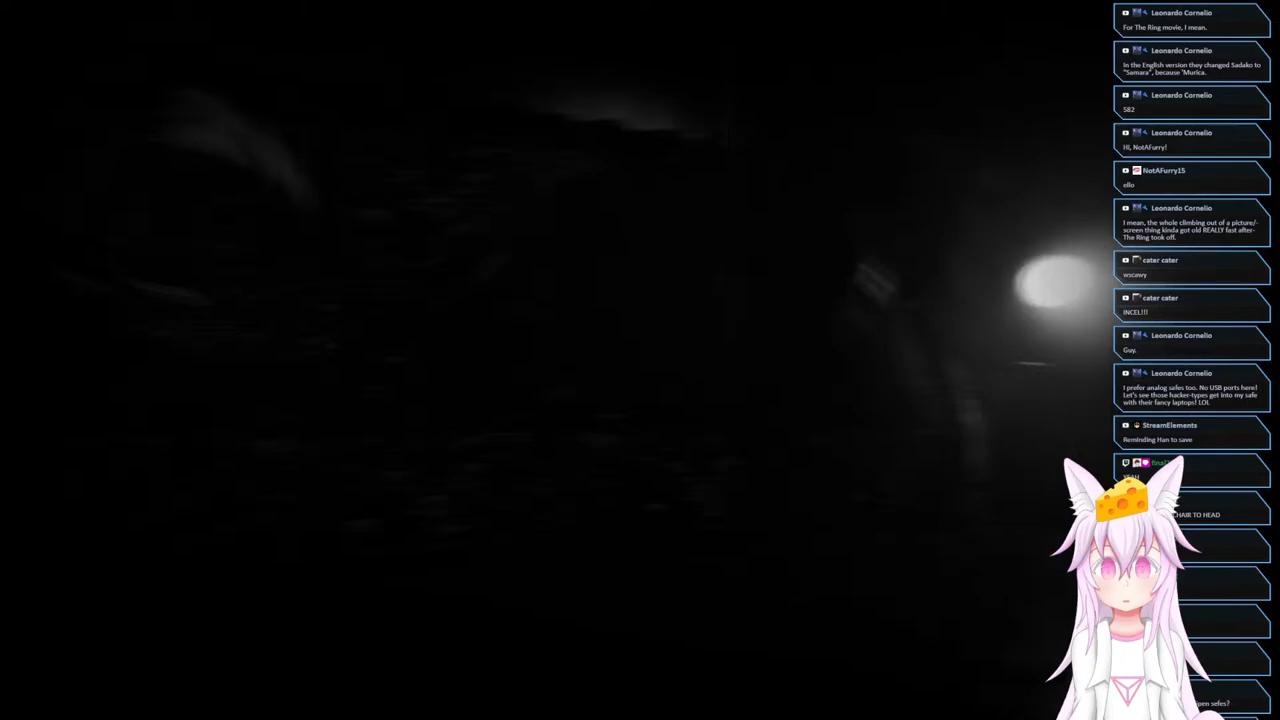 Leonardo Cornelio
For The Ring movie, I mean.
Leonardo Cornelio
In the English version they changed Sadako to
"Samara", because 'Murica.
Leonardo Cornelio
582
Leonardo Cornelio
Hi, NotAFurry!
NotAFurry15
ello
Leonardo Cornelio
I mean, the whole climbing out of a picture/-
screen thing kinda got old REALLY fast after-
The Ring took off.
cater cater
wscawy
cater cater
INCEL!!!
Leonardo Cornelio
Guy.
Leonardo Cornelio
I prefer analog safes too. No USB ports here!
Let's see those hacker-types get into my safe
with their fancy laptops! LOL
StreamElements
Reminding Han to save
final
YEAH
HAIR TO HEAD